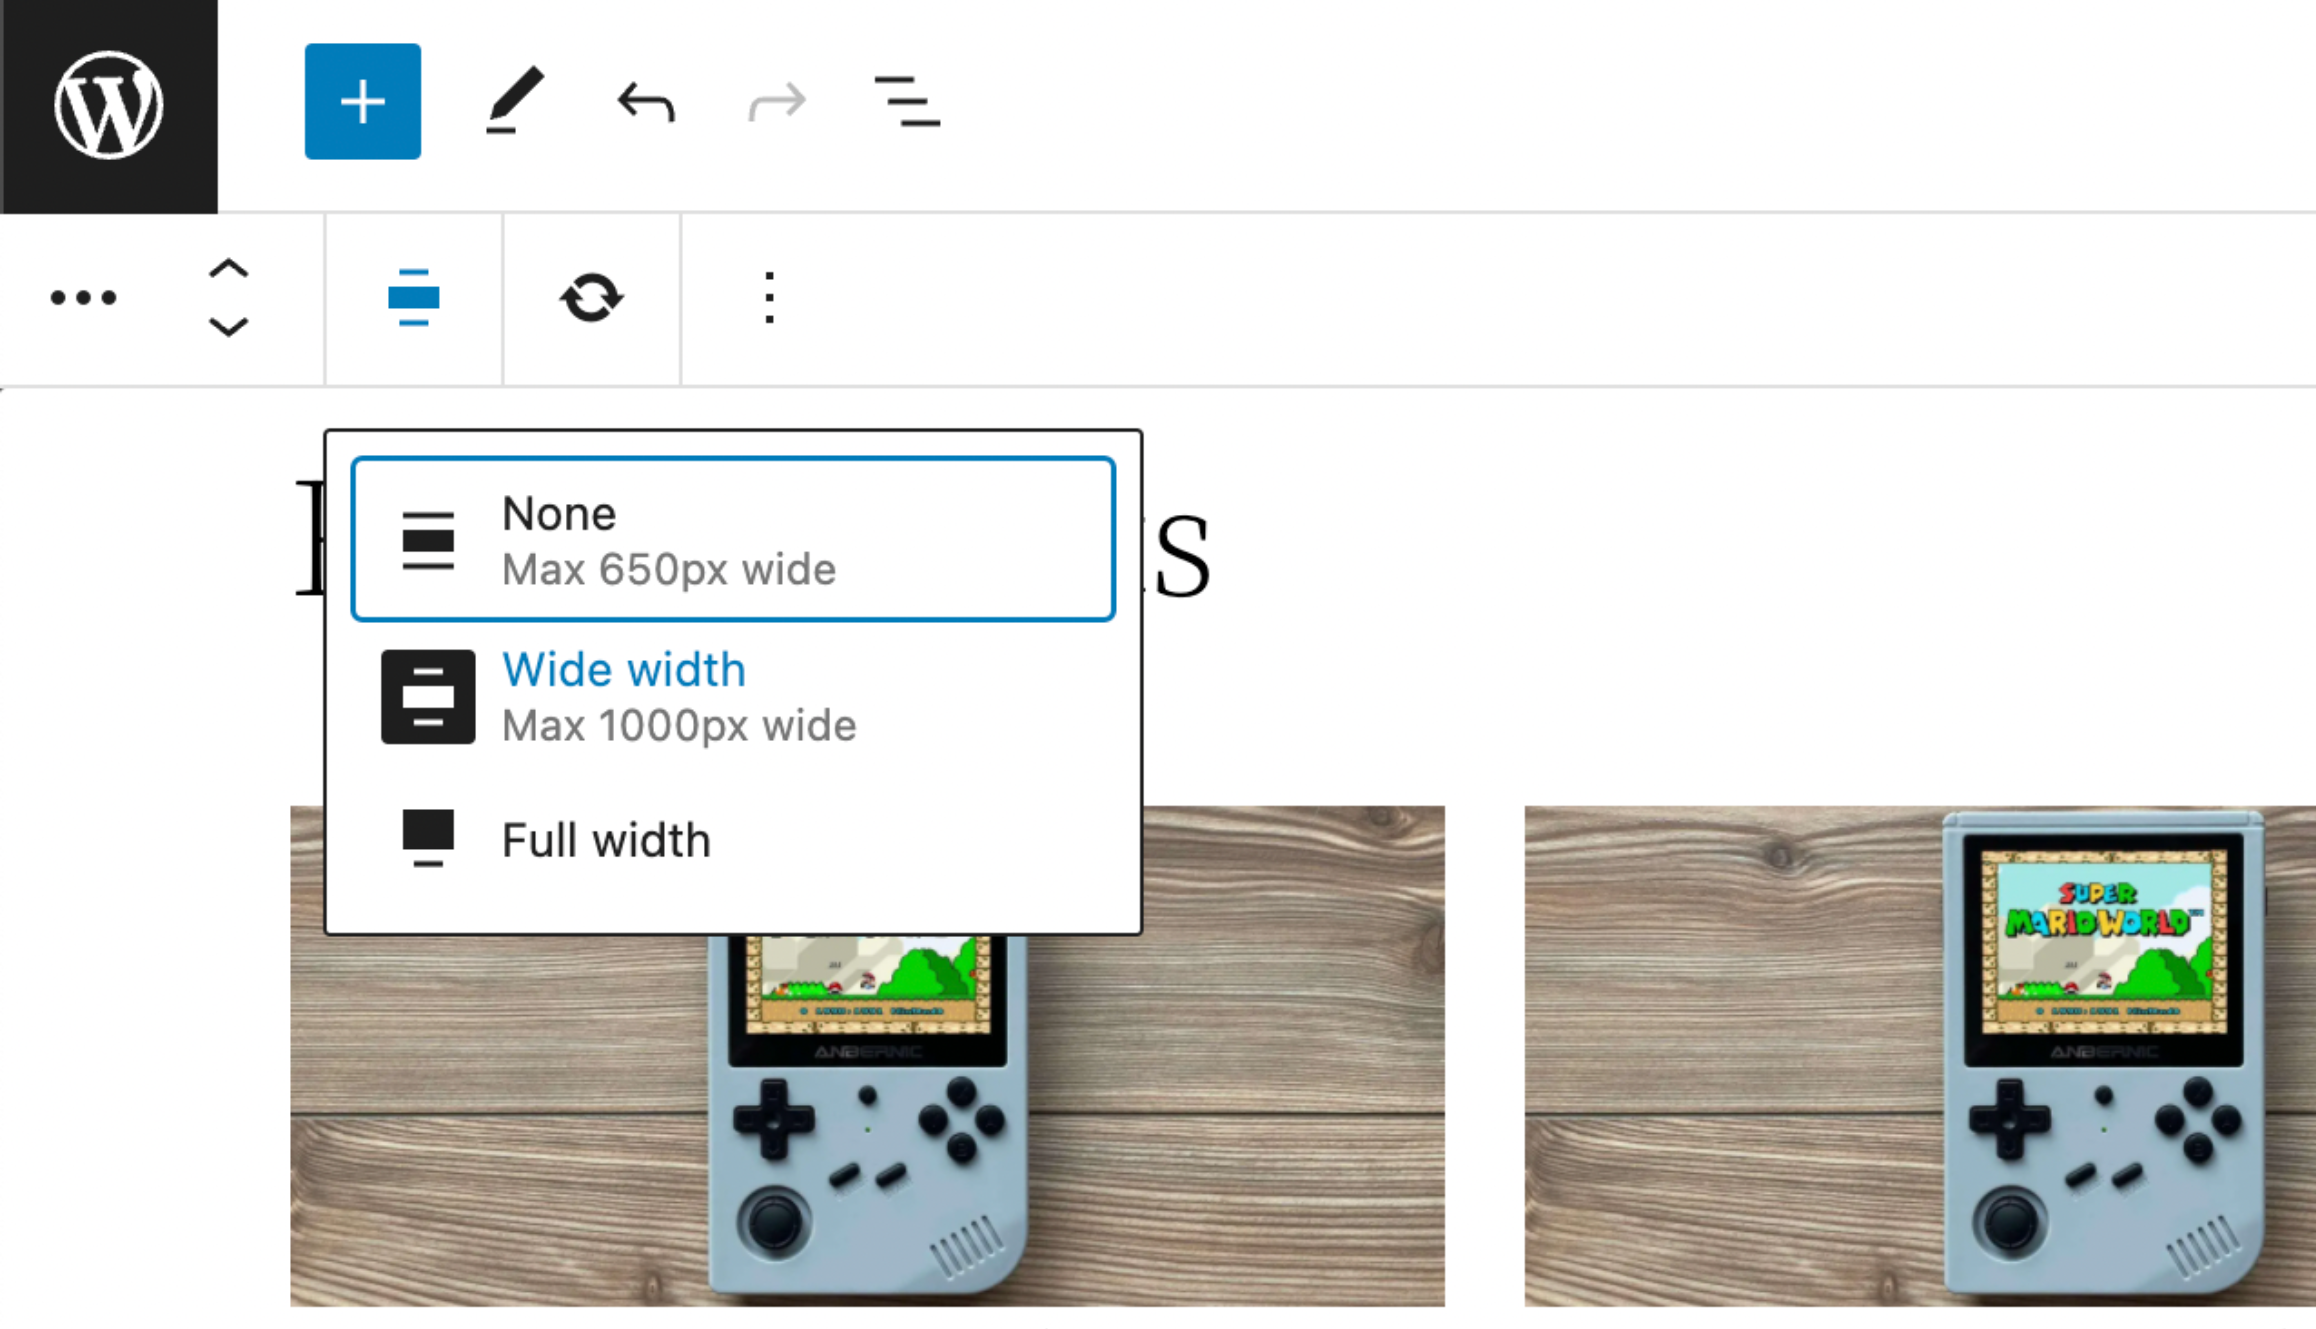 None
Max 650px wide
Wide width
Max 1000px wide
Full width
ANBERNIC
SUPER
MARIO WORLD
ANBERNIC